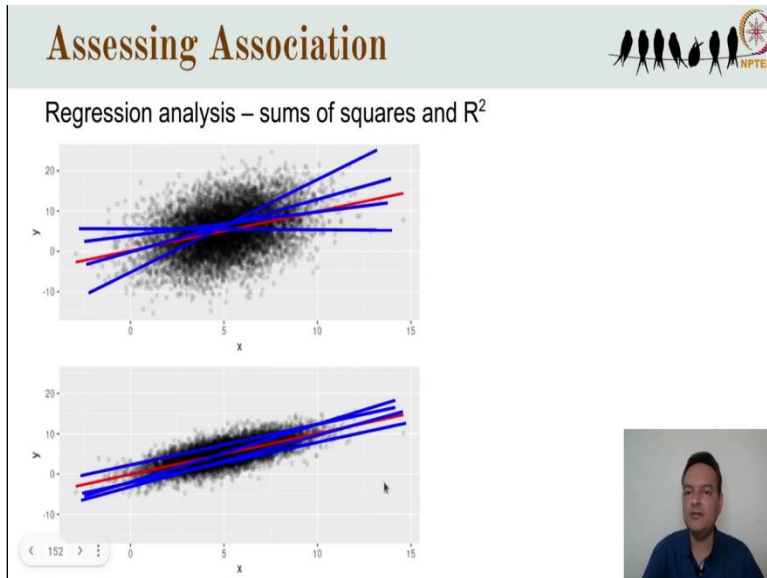 Assessing Association
NPTEL
Regression analysis – sums of squares and R²
20
10
0
-10
y
0 5 10 15
x
20
10
0
-10
y
0 5 10 15
x
< 152 > ⋮